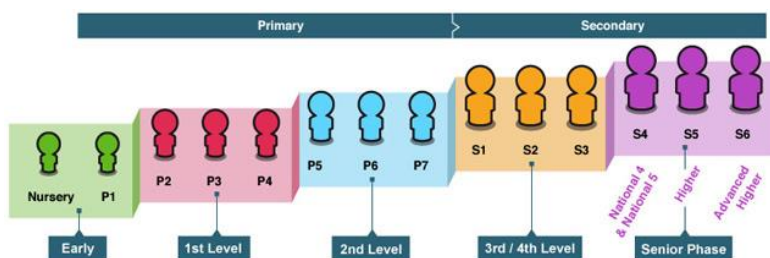 Primary
Secondary
Nursery
P1
P2
P3
P4
P5
P6
P7
S1
S2
S3
S4
S5
S6
National 4
& National 5
Higher
Advanced
Higher
Early
1st Level
2nd Level
3rd / 4th Level
Senior Phase